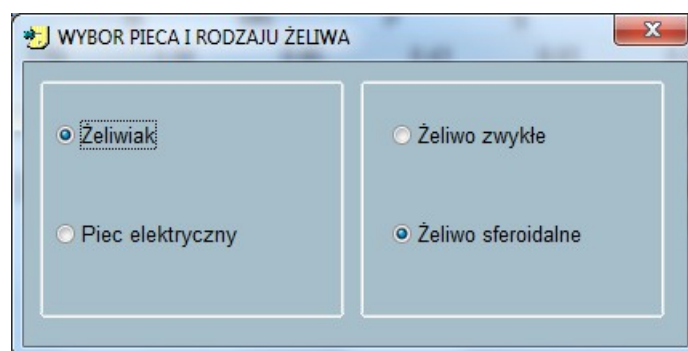 WYBOR PIECA I RODZAJU ŻELIWA
Żeliwiak
Żeliwo zwykłe
Piec elektryczny
Żeliwo sferoidalne